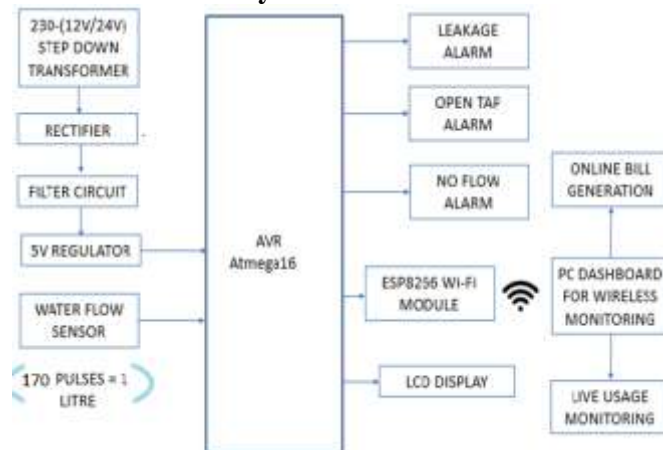 230-(12V/24V)
STEP DOWN
TRANSFORMER
RECTIFIER
FILTER CIRCUIT
5V REGULATOR
WATER FLOW
SENSOR
(170 PULSES = 1
LITRE)
AVR
Atmega16
LEAKAGE
ALARM
OPEN TAF
ALARM
NO FLOW
ALARM
ESP8256 WI-FI
MODULE
LCD DISPLAY
ONLINE BILL
GENERATION
PC DASHBOARD
FOR WIRELESS
MONITORING
LIVE USAGE
MONITORING